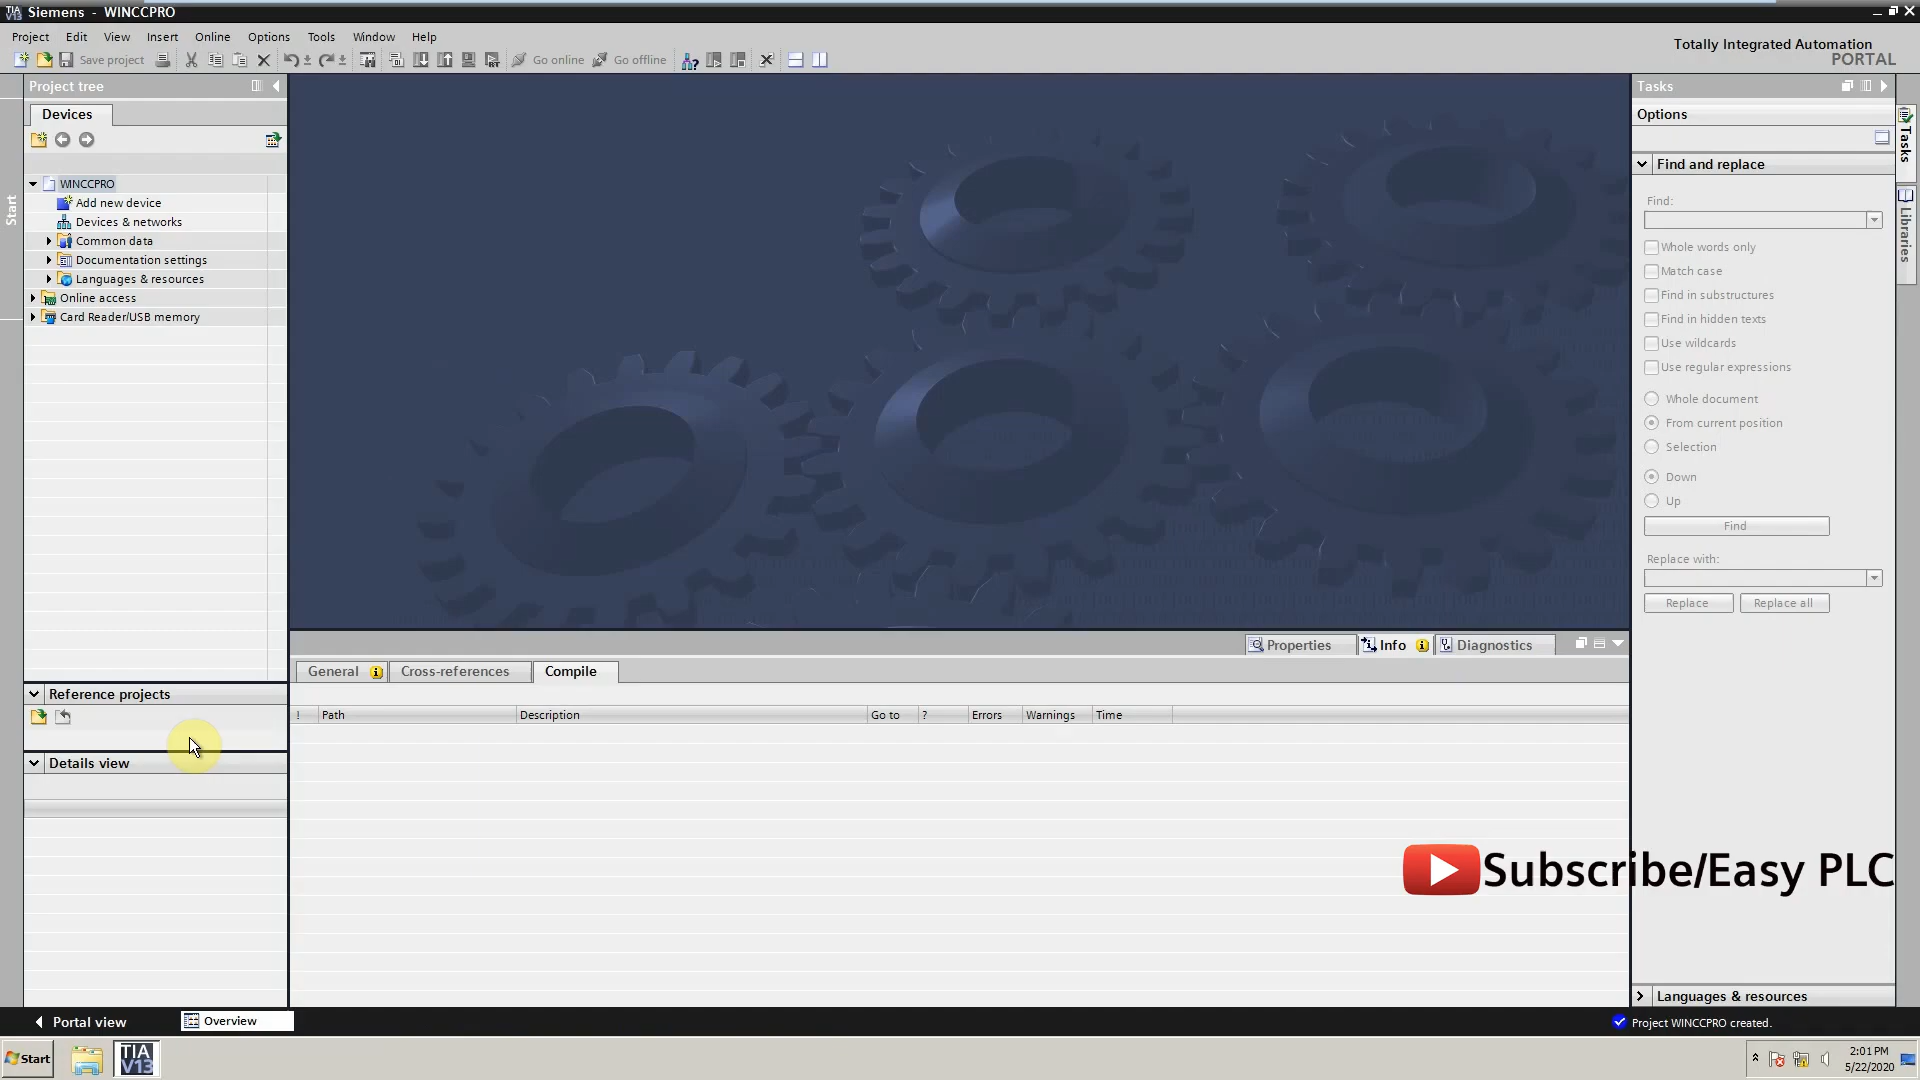 Siemens - WINCCPRO
Project Edit View Insert Online Options Tools Window Help
Totally Integrated Automation
PORTAL
Save project
Go online
Go offline
Project tree
Devices
WINCCPRO
Add new device
Devices & networks
Common data
Documentation settings
Languages & resources
Online access
Card Reader/USB memory
Start
Reference projects
Details view
Properties
Info
Diagnostics
General
Cross-references
Compile
! Path Description Go to ? Errors Warnings Time
Tasks
Options
Find and replace
Find:
Whole words only
Match case
Find in substructures
Find in hidden texts
Use wildcards
Use regular expressions
Whole document
From current position
Selection
Down
Up
Find
Replace with:
Replace
Replace all
Languages & resources
Tasks
Libraries
Subscribe/Easy PLC
Portal view
Overview
Project WINCCPRO created.
Start
TIA
V13
2:01 PM
5/22/2020